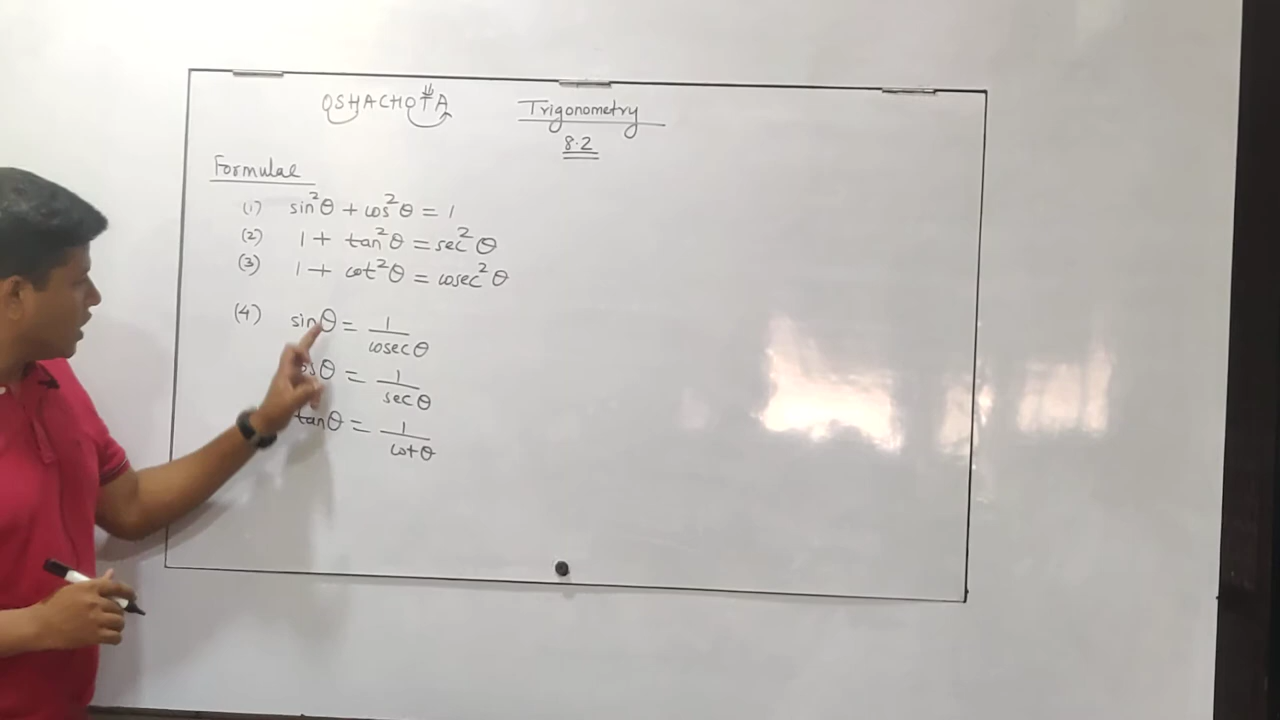 OSHACHOTA
Trigonometry
8.2
Formulae
(1) sin²θ + cos²θ = 1
(2) 1 + tan²θ = sec²θ
(3) 1 + cot²θ = cosec²θ
(4) sinθ = 1/cosecθ
cosθ = 1/secθ
tanθ = 1/cotθ